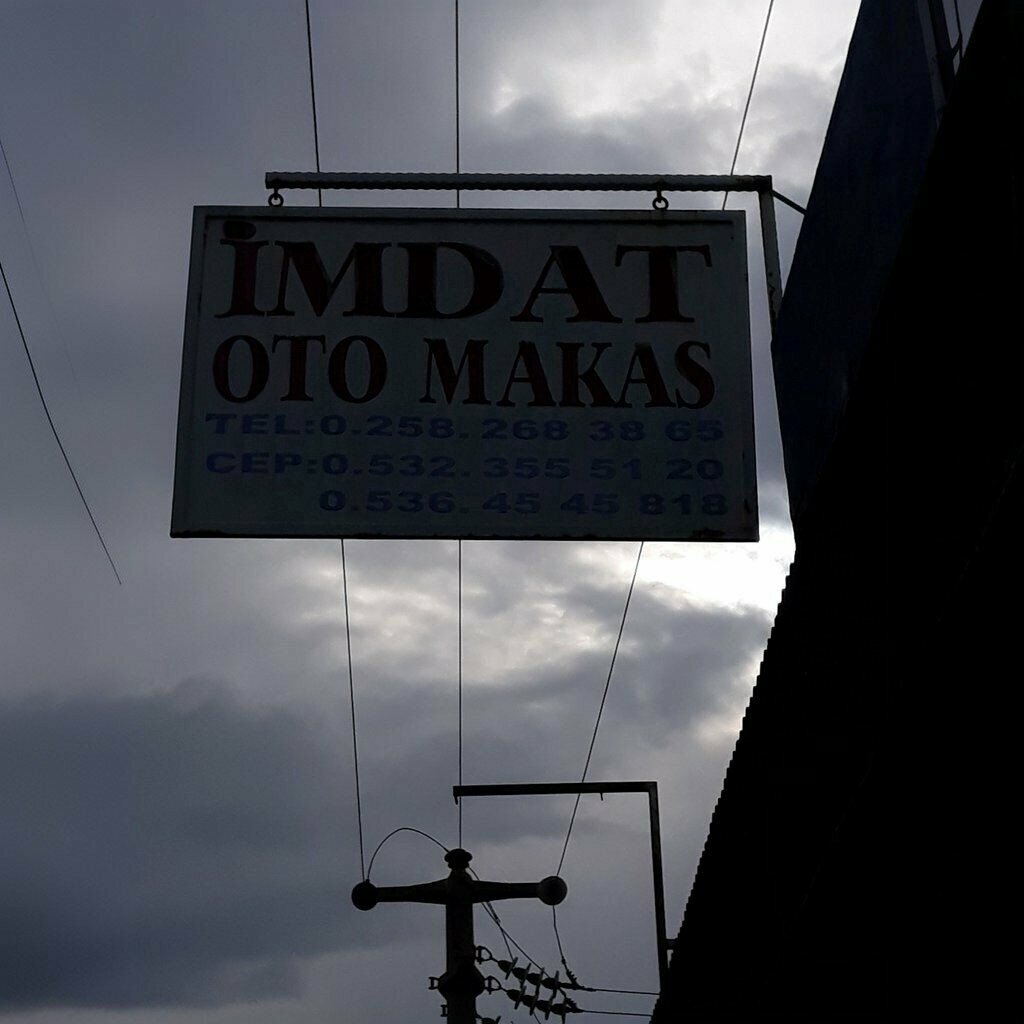 İMDAT
OTO MAKAS
TEL:0.258. 268 38 65
CEP:0.532. 355 51 20
0.536. 45 45 818